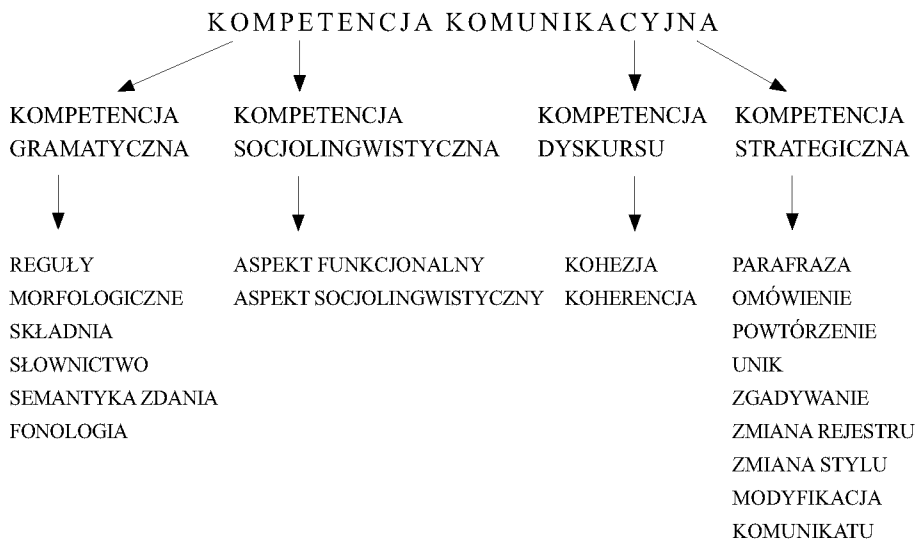 KOMPETENCJA KOMUNIKACYJNA
KOMPETENCJA
GRAMATYCZNA
KOMPETENCJA
SOCJOLINGWISTYCZNA
KOMPETENCJA
DYSKURSU
KOMPETENCJA
STRATEGICZNA
REGUŁY
MORFOLOGICZNE
SKŁADNIA
SŁOWNICTWO
SEMANTYKA ZDANIA
FONOLOGIA
ASPEKT FUNKCJONALNY
ASPEKT SOCJOLINGWISTYCZNY
KOHEZJA
KOHERENCJA
PARAFRAZA
OMÓWIENIE
POWTÓRZENIE
UNIK
ZGADYWANIE
ZMIANA REJESTRU
ZMIANA STYLU
MODYFIKACJA
KOMUNIKATU